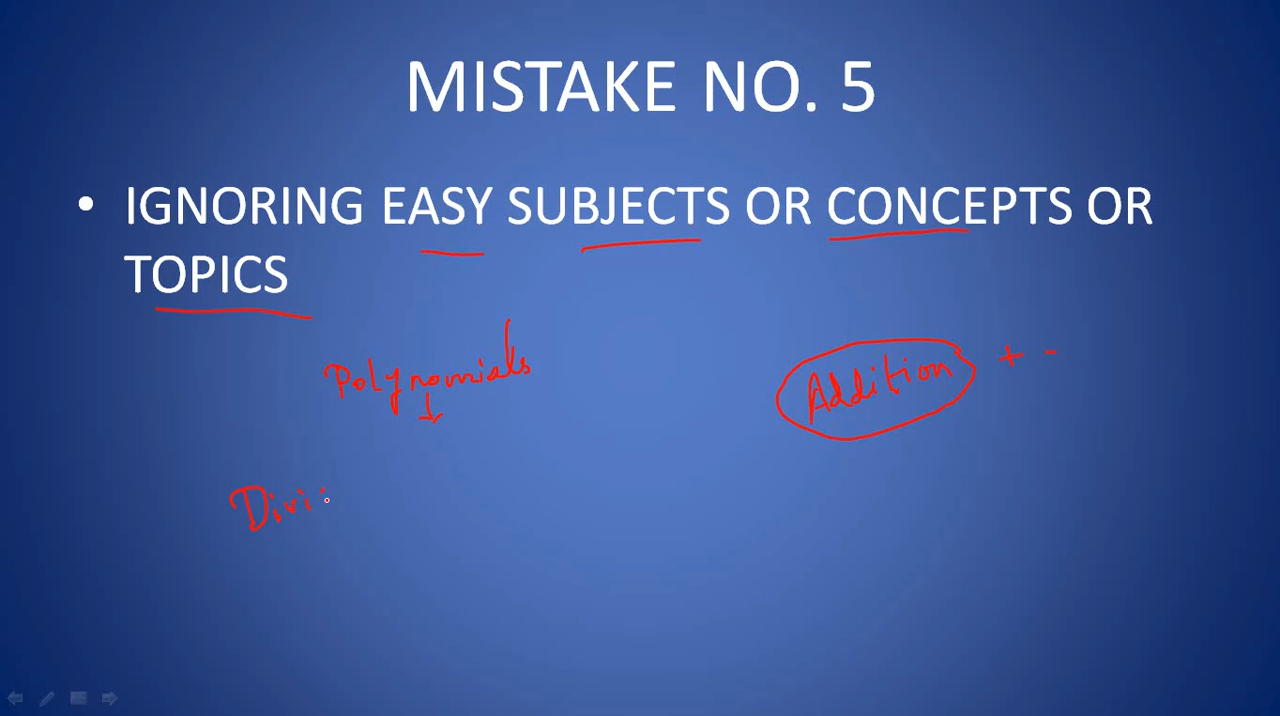 MISTAKE NO. 5
• IGNORING EASY SUBJECTS OR CONCEPTS OR
TOPICS
Polynomials
Addition + -
Divi